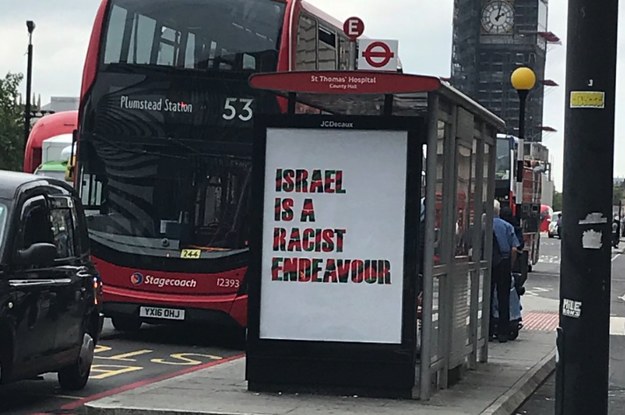 E
St Thomas' Hospital
County Hall
Plumstead Station
53
JCDecaux
ISRAEL
IS A
RACIST
ENDEAVOUR
244
Stagecoach
12393
YX16 OHJ